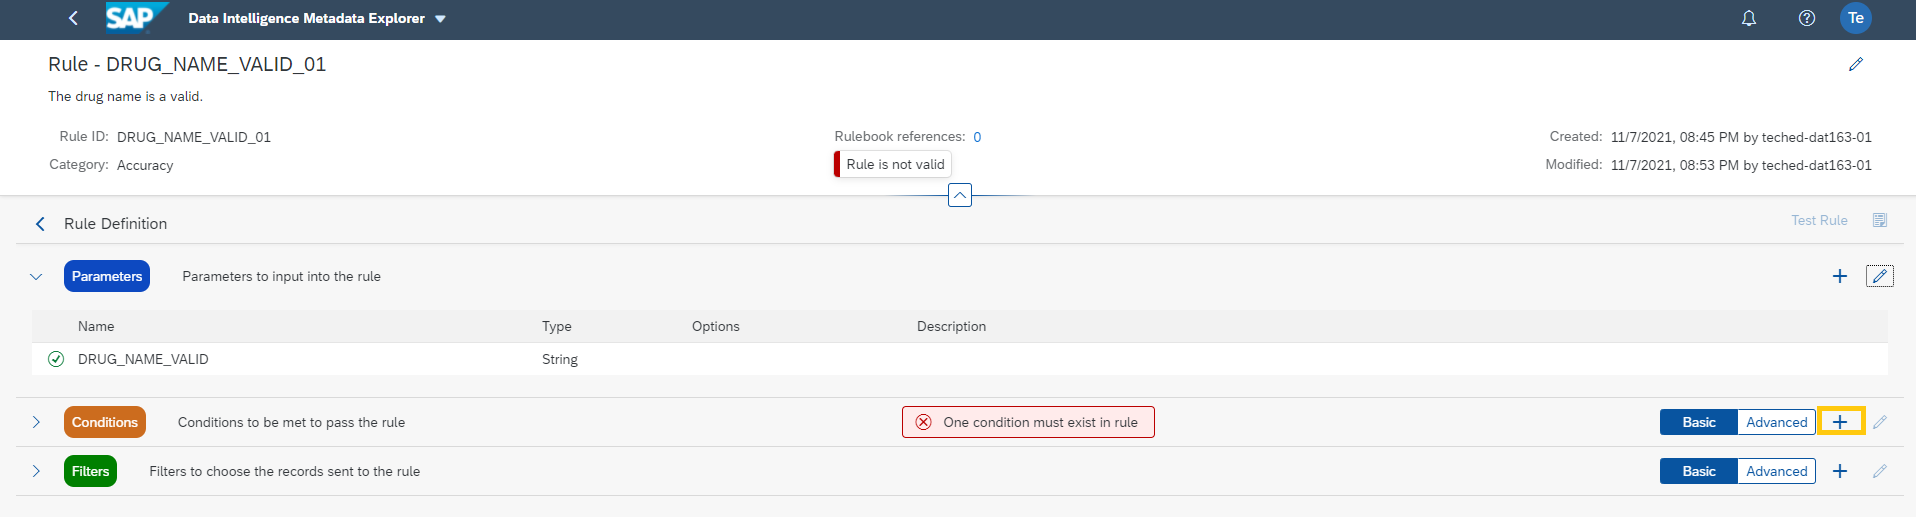 SAP Data Intelligence Metadata Explorer Te
Rule - DRUG_NAME_VALID_01
The drug name is a valid.
Rule ID: DRUG_NAME_VALID_01 Rulebook references: 0 Created: 11/7/2021, 08:45 PM by teched-dat163-01
Category: Accuracy Rule is not valid Modified: 11/7/2021, 08:53 PM by teched-dat163-01
Rule Definition Test Rule
Parameters Parameters to input into the rule
Name Type Options Description
DRUG_NAME_VALID String
Conditions Conditions to be met to pass the rule One condition must exist in rule Basic Advanced
Filters Filters to choose the records sent to the rule Basic Advanced